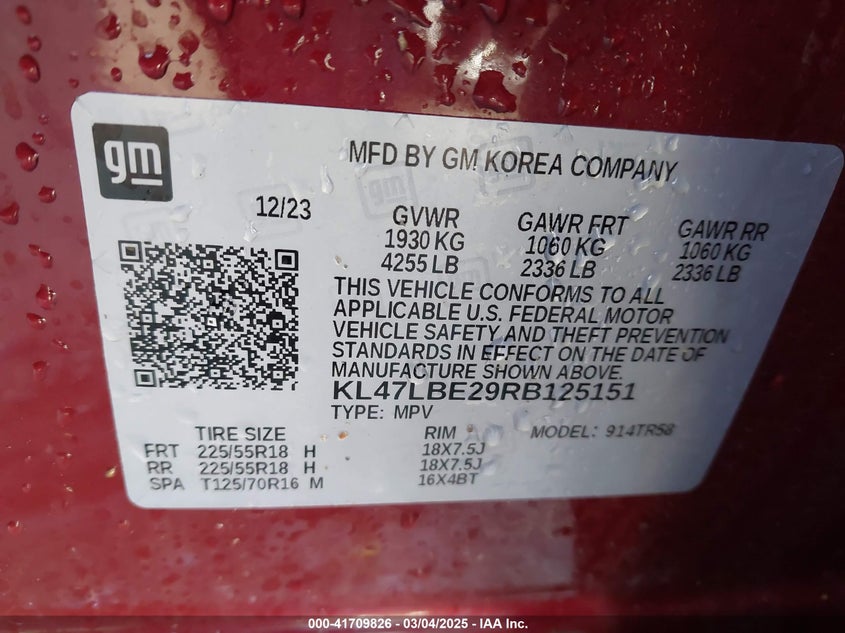 gm
MFD BY GM KOREA COMPANY
12/23
GVWR
1930 KG
4255 LB
GAWR FRT
1060 KG
2336 LB
GAWR RR
1060 KG
2336 LB
THIS VEHICLE CONFORMS TO ALL
APPLICABLE U.S. FEDERAL MOTOR
VEHICLE SAFETY AND THEFT PREVENTION
STANDARDS IN EFFECT ON THE DATE OF
MANUFACTURE SHOWN ABOVE.
KL47LBE29RB125151
TYPE: MPV
MODEL: 914TR58
TIRE SIZE RIM
FRT 225/55R18 H 18X7.5J
RR 225/55R18 H 18X7.5J
SPA T125/70R16 M 16X4BT
000-41709826 - 03/04/2025 - IAA Inc.